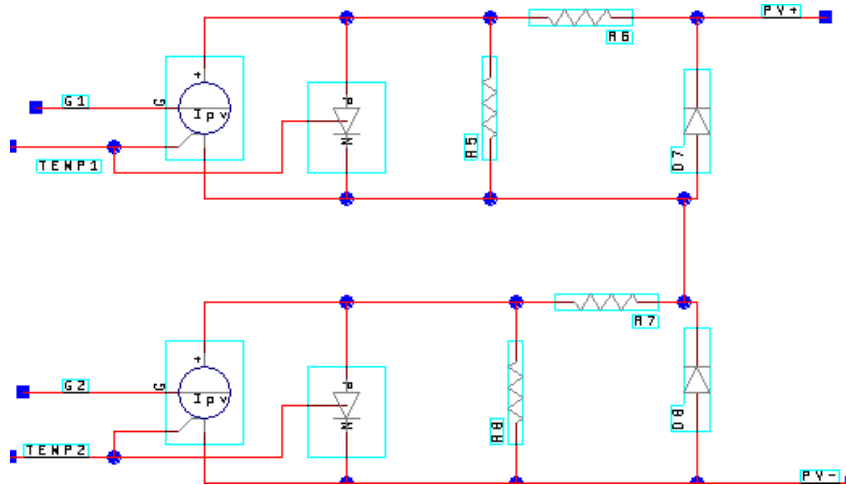 PV+
R6
G1
+
G
Ipv
P
N
R5
D7
TEMP1
R7
G2
+
G
Ipv
P
N
R8
D8
TEMP2
PV-